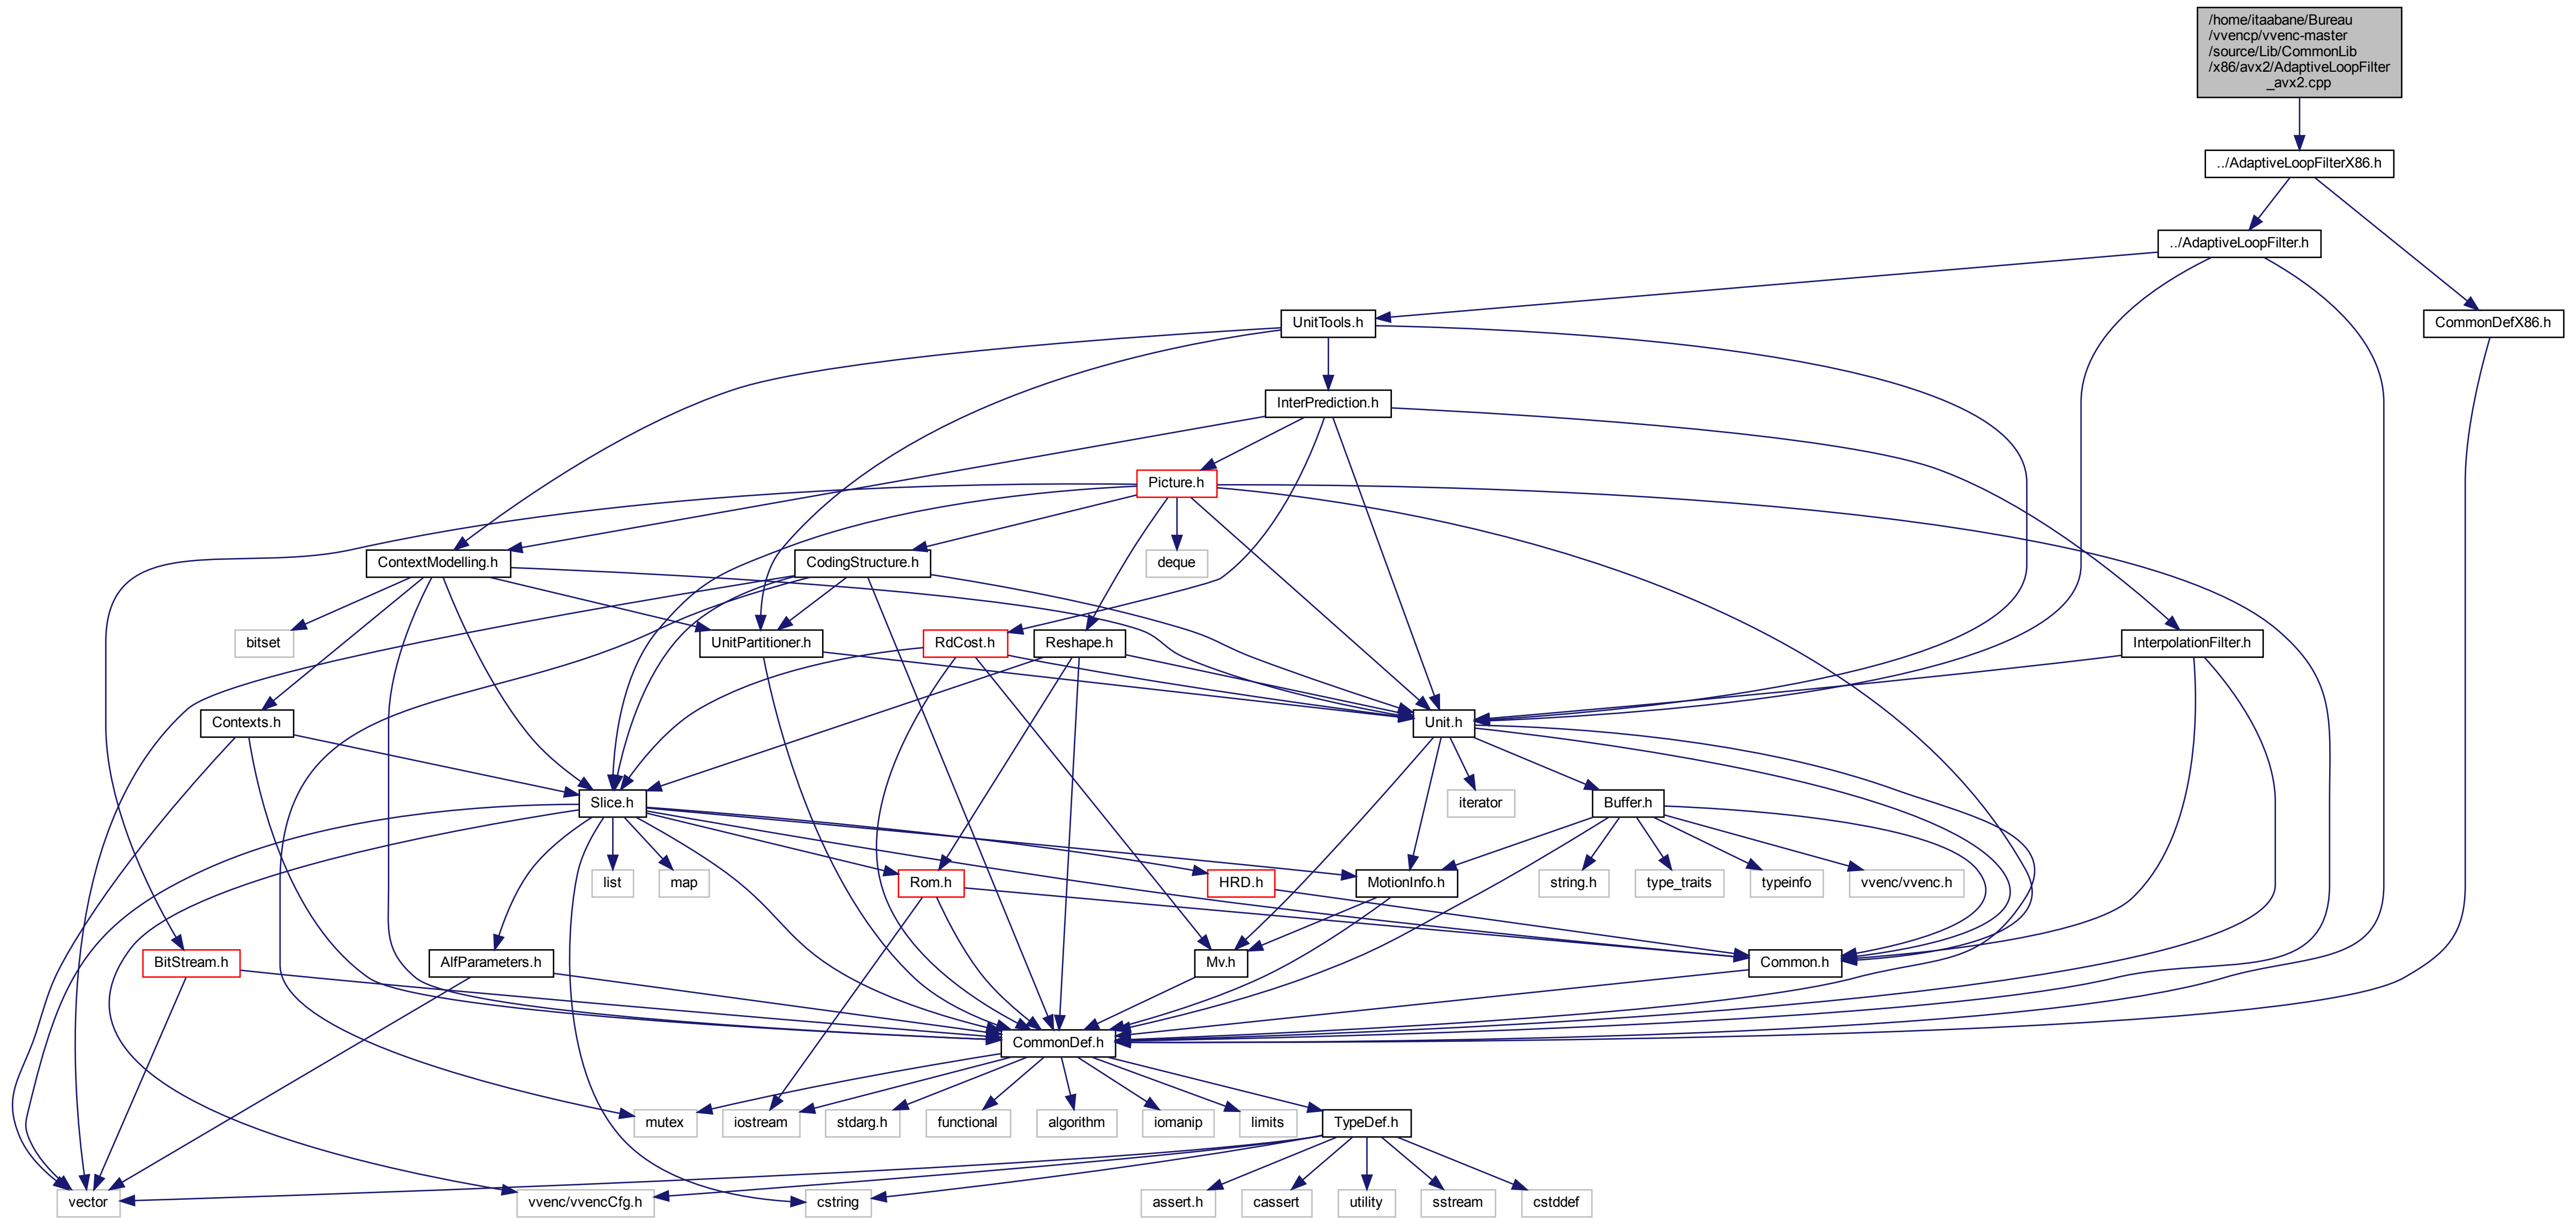 /home/itaabane/Bureau
/vvencp/vvenc-master
/source/Lib/CommonLib
/x86/avx2/AdaptiveLoopFilter
_avx2.cpp
../AdaptiveLoopFilterX86.h
../AdaptiveLoopFilter.h
UnitTools.h
CommonDefX86.h
InterPrediction.h
Picture.h
ContextModelling.h
CodingStructure.h
deque
bitset
UnitPartitioner.h
RdCost.h
Reshape.h
InterpolationFilter.h
Contexts.h
Unit.h
Slice.h
iterator
Buffer.h
list
map
Rom.h
HRD.h
MotionInfo.h
string.h
type_traits
typeinfo
vvenc/vvenc.h
BitStream.h
AlfParameters.h
Mv.h
Common.h
CommonDef.h
mutex
iostream
stdarg.h
functional
algorithm
iomanip
limits
TypeDef.h
vector
vvenc/vvencCfg.h
cstring
assert.h
cassert
utility
sstream
cstddef